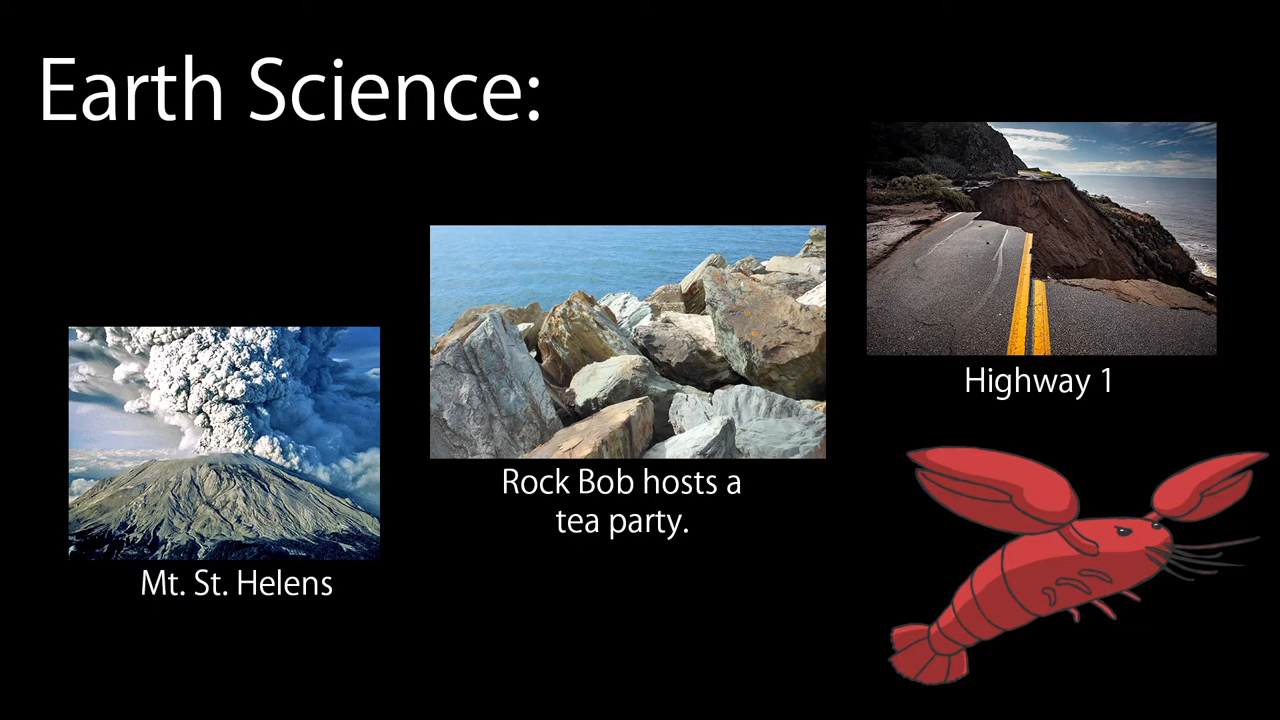 Earth Science:
Mt. St. Helens
Rock Bob hosts a
tea party.
Highway 1